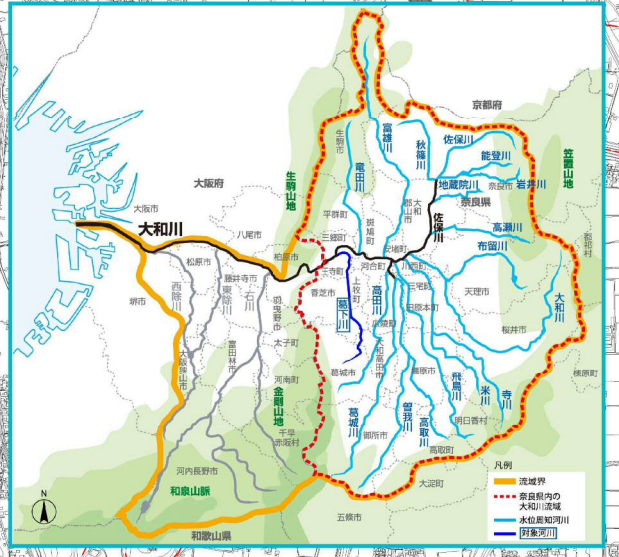 京都府
笠置山地
生駒市
富雄川
秋篠川
佐保川
能登川
地蔵院川
岩井川
奈良市
奈良県
竜田川
生駒山地
大阪府
平群町
斑鳩町
大和郡山市
佐保川
高瀬川
布留川
大阪市
大和川
八尾市
三郷町
安堵町
柏原市
王寺町
河合町
川西町
松原市
藤井寺市
香芝市
上牧町
三宅町
田原本町
天理市
大和川
西除川
東除川
石川
羽曳野市
葛下川
高田川
広陵町
堺市
太子町
大和高田市
桜井市
富田林市
大阪狭山市
河南町
葛城市
橿原市
飛鳥川
米川
寺川
金剛山地
千早赤阪村
葛城川
御所市
曽我川
高取川
明日香村
高取町
河内長野市
和泉山脈
大淀町
五條市
和歌山県
N
凡例
流域界
奈良県内の
大和川流域
水位周知河川
対象河川